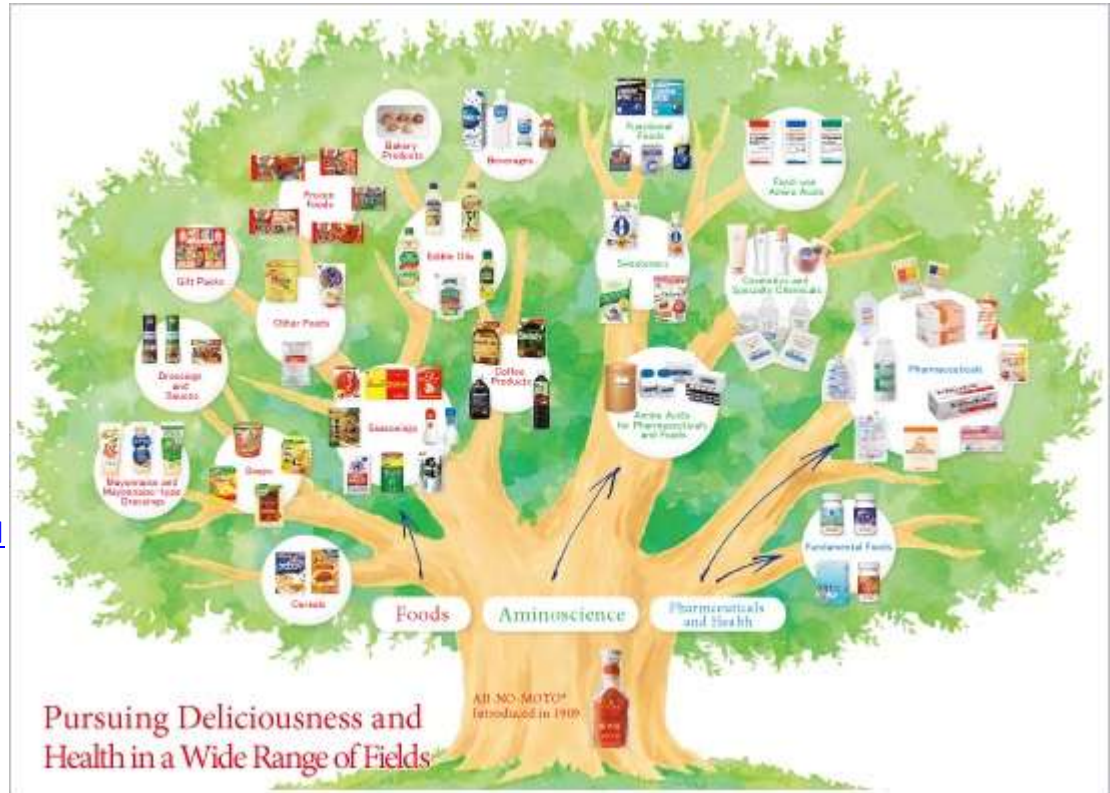 Bakery
Products
Beverages
Functional
Foods
Food-use
Amino Acids
Frozen
Foods
Gift Packs
Edible Oils
Sweeteners
Cosmetics and
Specialty Chemicals
Other Foods
Dressings
and
Sauces
Coffee
Products
Pharmaceuticals
Seasonings
Amino Acids
for Pharmaceuticals
and Foods
Mayonnaise and
Mayonnaise-type
Dressings
Soups
Fundamental Foods
Cereals
Foods
Aminoscience
Pharmceuticals
and Health
AJI-NO-MOTO®
Introduced in 1909
Pursuing Deliciousness and
Health in a Wide Range of Fields